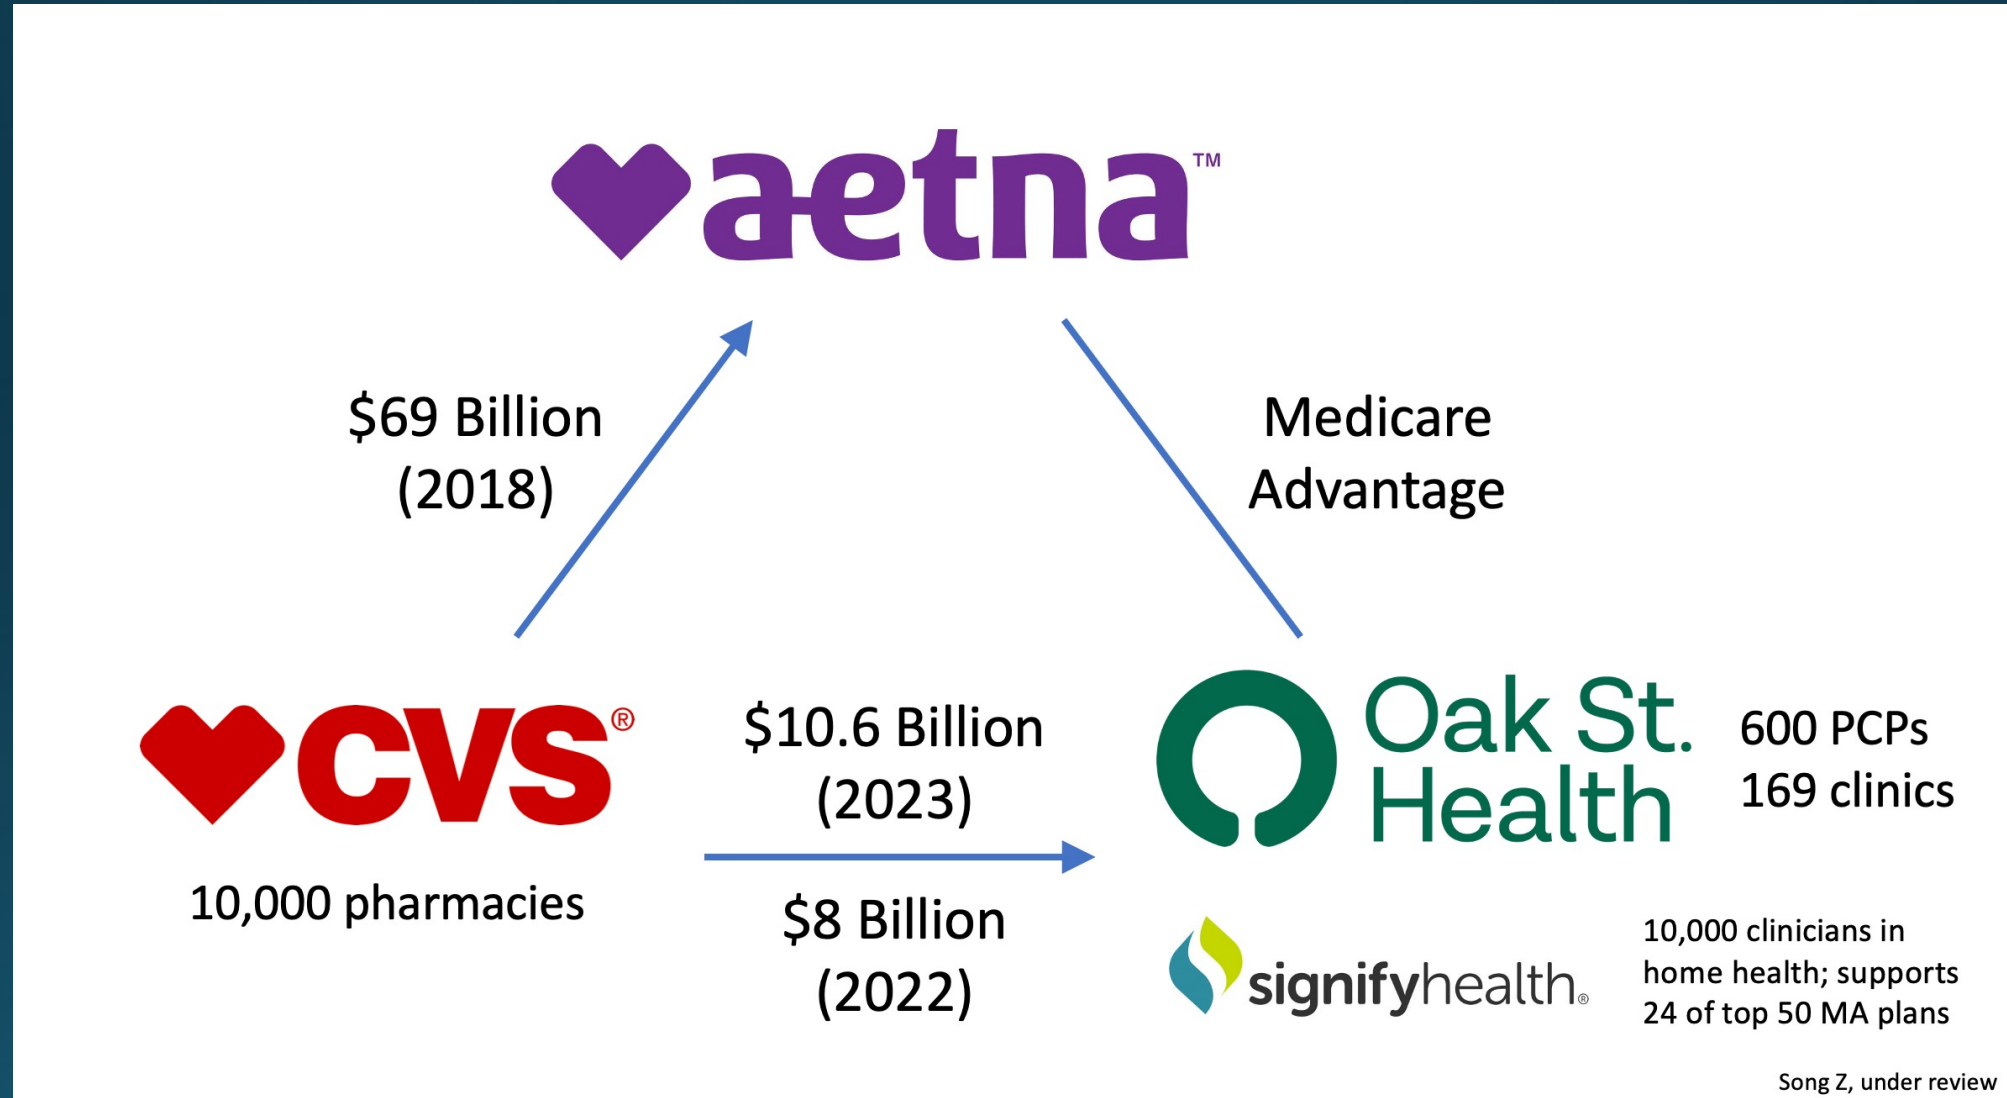 aetna™
$69 Billion
(2018)
Medicare
Advantage
CVS®
10,000 pharmacies
$10.6 Billion
(2023)
$8 Billion
(2022)
Oak St.
Health
600 PCPs
169 clinics
signifyhealth®
10,000 clinicians in
home health; supports
24 of top 50 MA plans
Song Z, under review